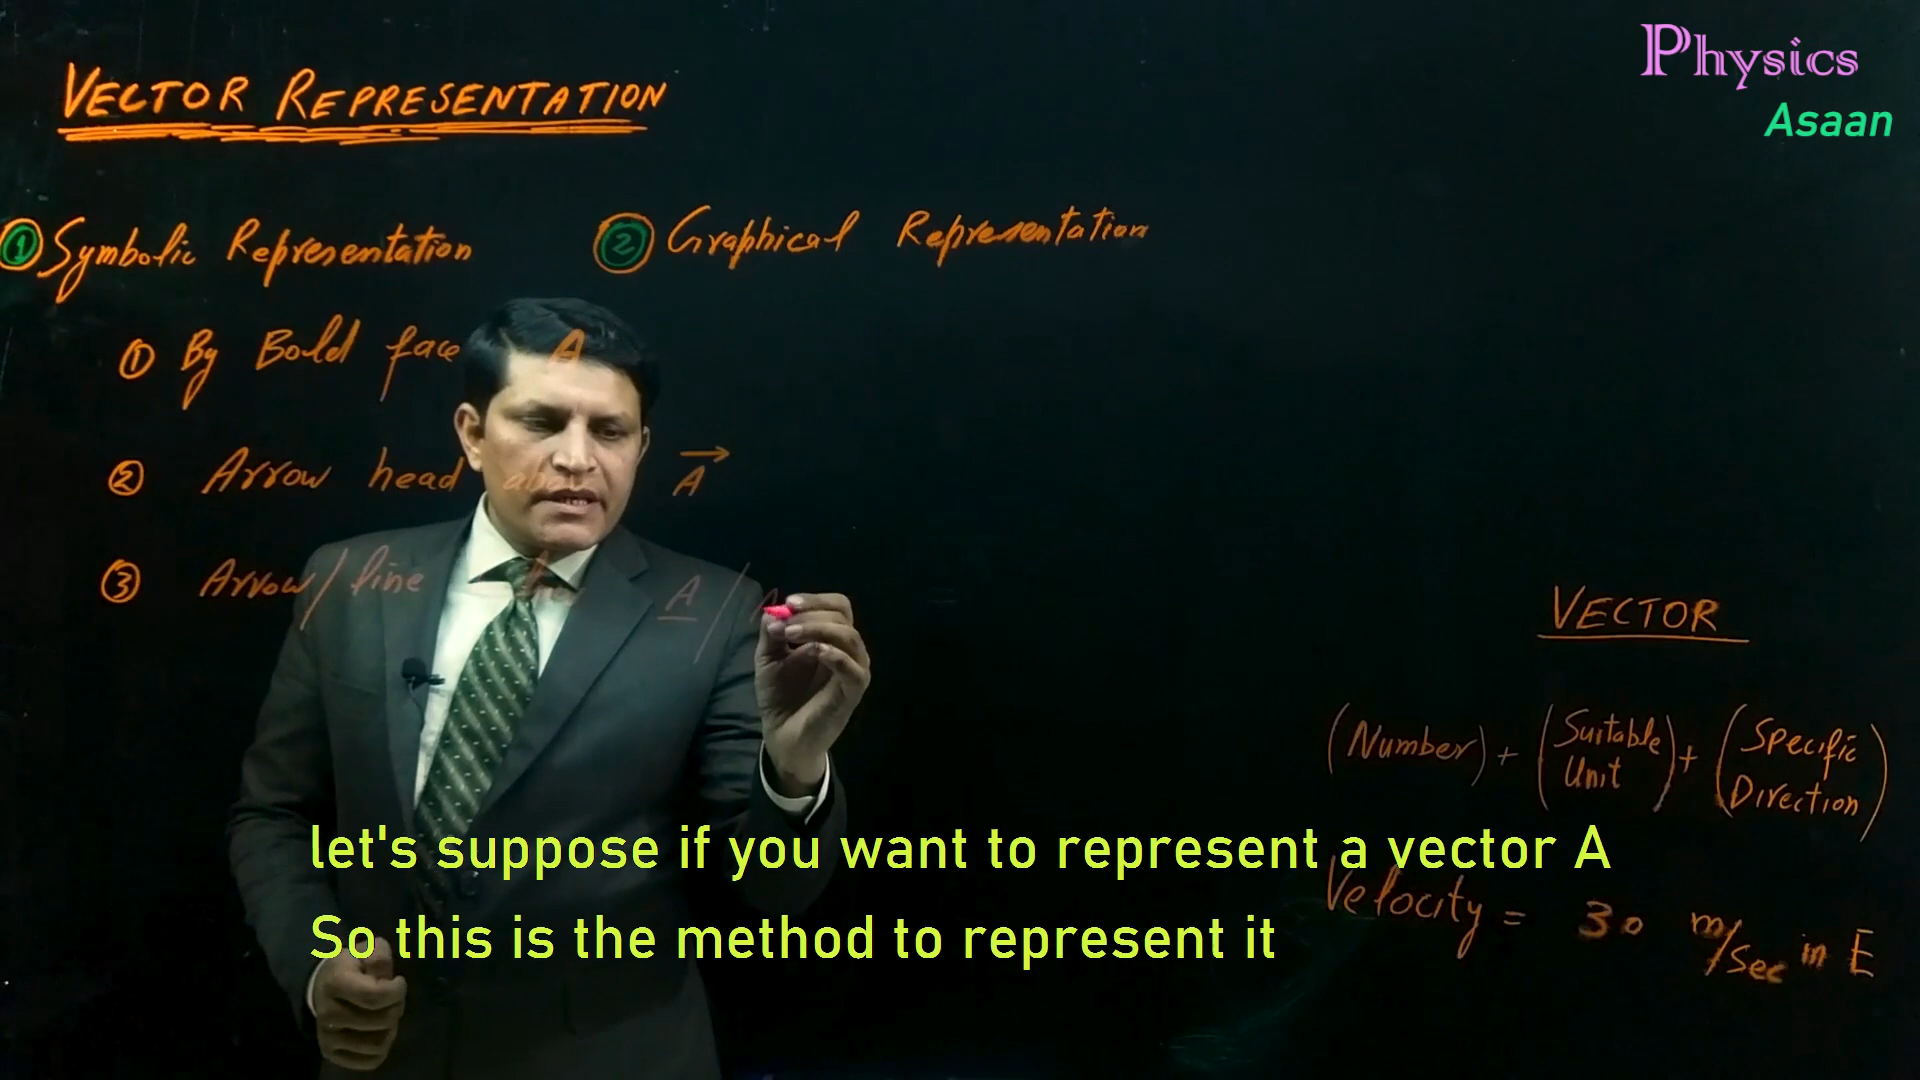 Physics
Asaan
VECTOR REPRESENTATION
① Symbolic Representation
② Graphical Representation
① By Bold face A
② Arrow head A
③ Arrow/line A /
VECTOR
(Number) + (Suitable Unit) + (Specific Direction)
Velocity = 30 m/sec in E
let's suppose if you want to represent a vector A
So this is the method to represent it